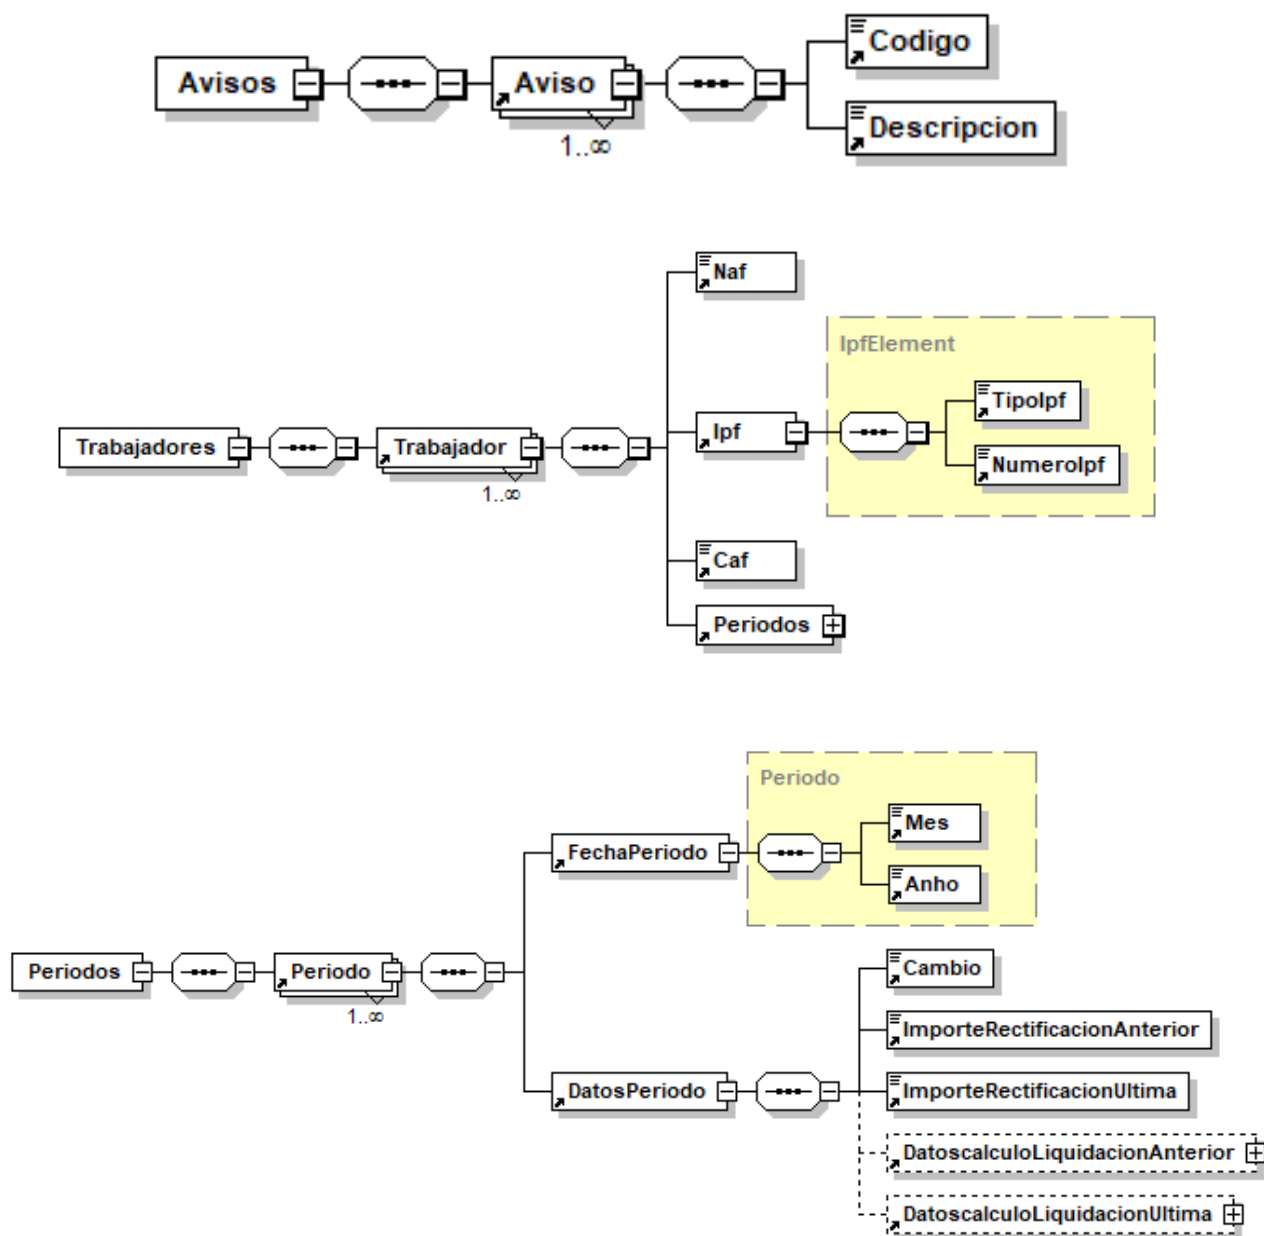 Avisos
Aviso
1..∞
Codigo
Descripcion
Trabajadores
Trabajador
1..∞
Naf
Ipf
IpfElement
TipoIpf
NumeroIpf
Caf
Periodos
Periodos
Periodo
1..∞
FechaPeriodo
Periodo
Mes
Anho
DatosPeriodo
Cambio
ImporteRectificacionAnterior
ImporteRectificacionUltima
DatoscalculoLiquidacionAnterior
DatoscalculoLiquidacionUltima